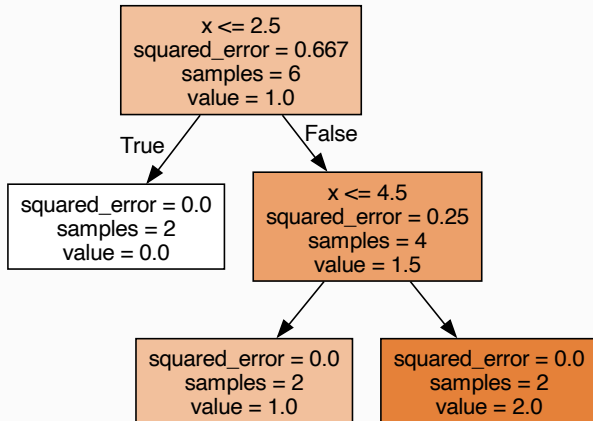 x <= 2.5
squared_error = 0.667
samples = 6
value = 1.0
True
False
squared_error = 0.0
samples = 2
value = 0.0
x <= 4.5
squared_error = 0.25
samples = 4
value = 1.5
squared_error = 0.0
samples = 2
value = 1.0
squared_error = 0.0
samples = 2
value = 2.0